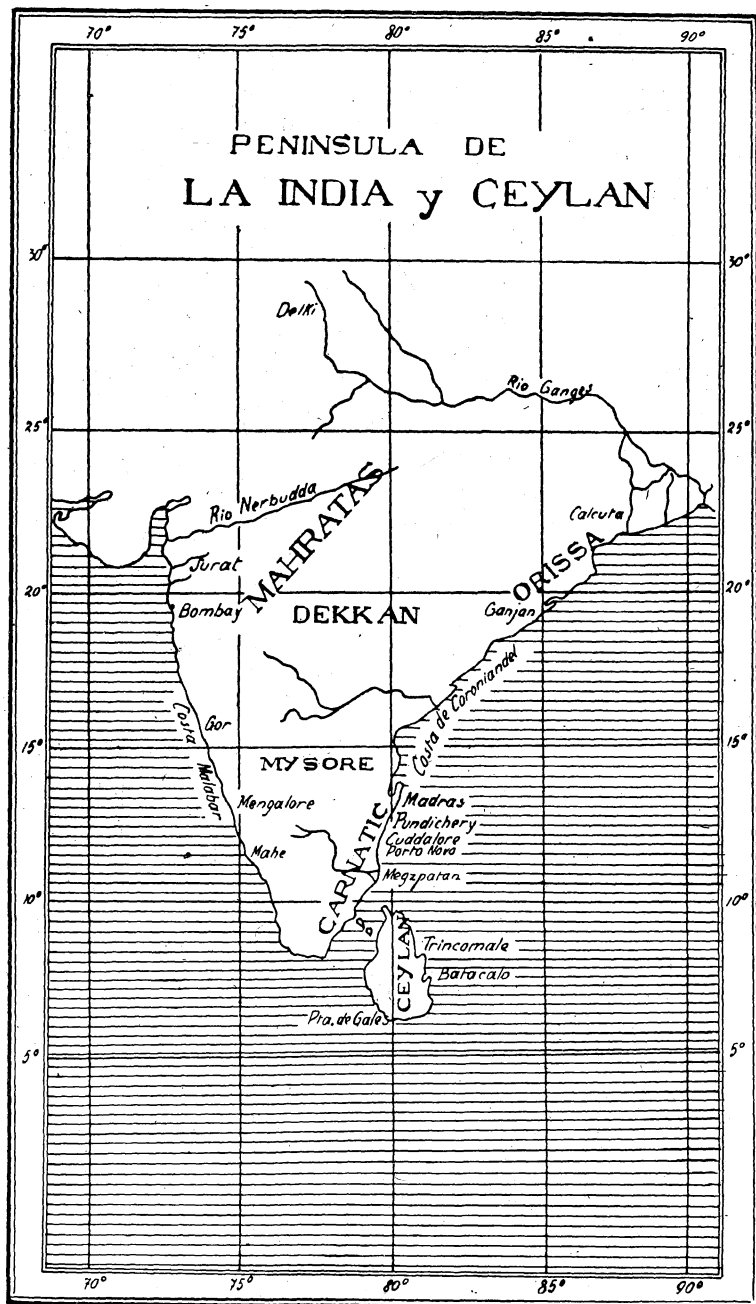 70° 75° 80° 85° 90°
PENINSULA DE
LA INDIA y CEYLAN
30° 30°
Delki
Rio Ganges
25° 25°
Rio Nerbudda
MAHRATAS
Calcuta
Jurat
ORISSA
20° 20°
Bombay
DEKKAN
Ganjan
Costa de Coroniandel
Gor
Costa Malabar
15° 15°
MYSORE
Mengalore
Madras
CARNATIC
Pundichery
Cuddalore
Porto Novo
Mahe
Megzpatan
10° 10°
CEYLAN
Trincomale
Batacalo
Pta. de Gales
5° 5°
70° 75° 80° 85° 90°